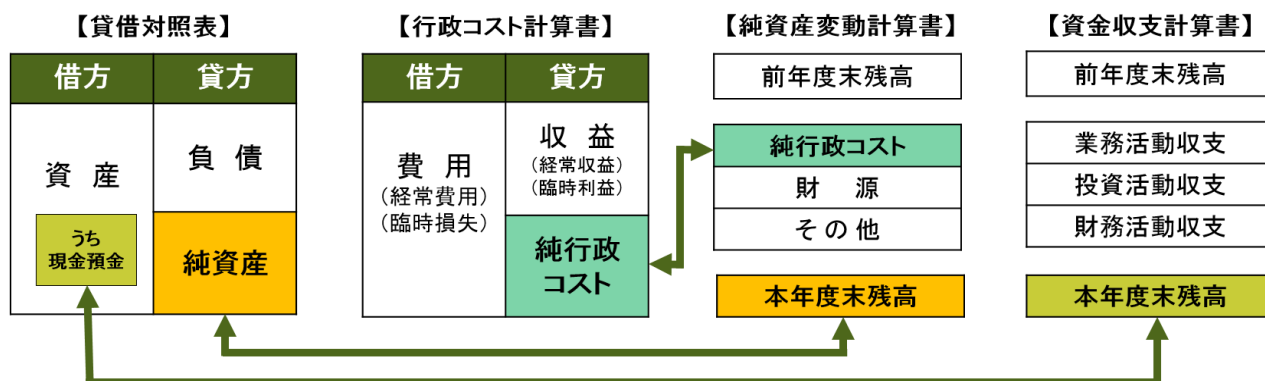 【貸借対照表】
借方
貸方
資産
うち
現金預金
負債
純資産
【行政コスト計算書】
借方
貸方
費用
(経常費用)
(臨時損失)
収益
(経常収益)
(臨時利益)
純行政
コスト
【純資産変動計算書】
前年度末残高
純行政コスト
財源
その他
本年度末残高
【資金収支計算書】
前年度末残高
業務活動収支
投資活動収支
財務活動収支
本年度末残高